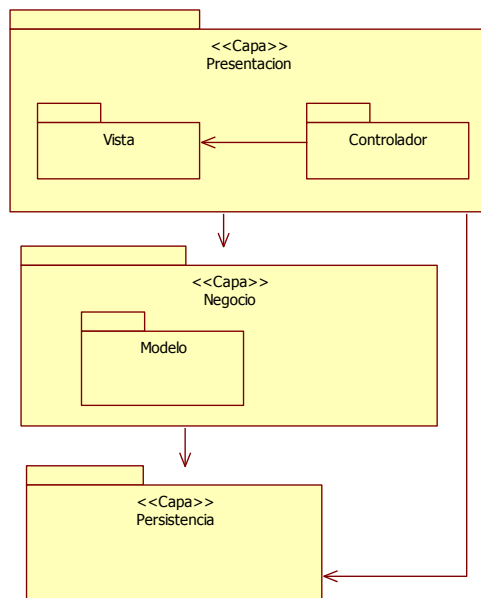 <<Capa>>
Presentacion
Vista
Controlador
<<Capa>>
Negocio
Modelo
<<Capa>>
Persistencia